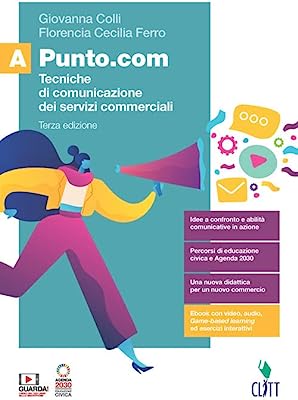 Giovanna Colli
Florencia Cecilia Ferro
A Punto.com
Tecniche
di comunicazione
dei servizi commerciali
Terza edizione
Idee a confronto e abilità
comunicative in azione
Percorsi di educazione
civica e Agenda 2030
Una nuova didattica
per un nuovo commercio
Ebook con video, audio,
Game-based learning
ed esercizi interattivi
GUARDA!
AGENDA
2030
CIVICA
CLITT